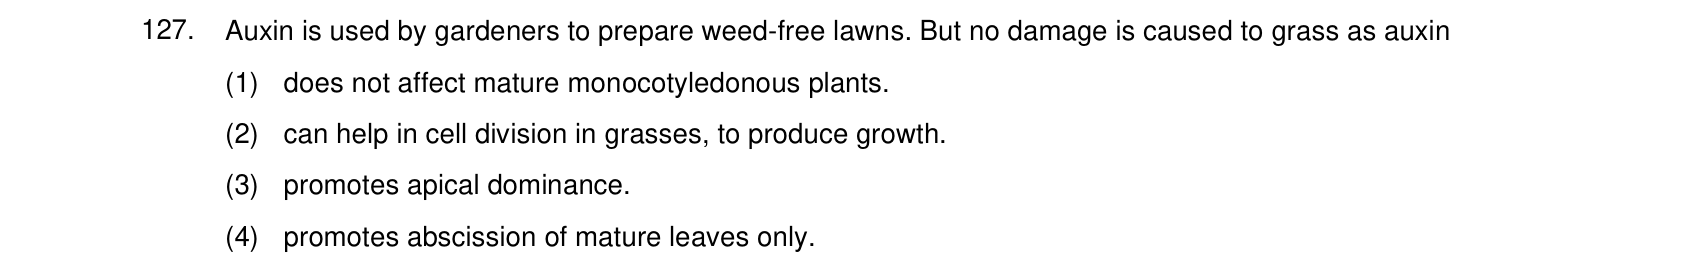 127. Auxin is used by gardeners to prepare weed-free lawns. But no damage is caused to grass as auxin
(1) does not affect mature monocotyledonous plants.
(2) can help in cell division in grasses, to produce growth.
(3) promotes apical dominance.
(4) promotes abscission of mature leaves only.